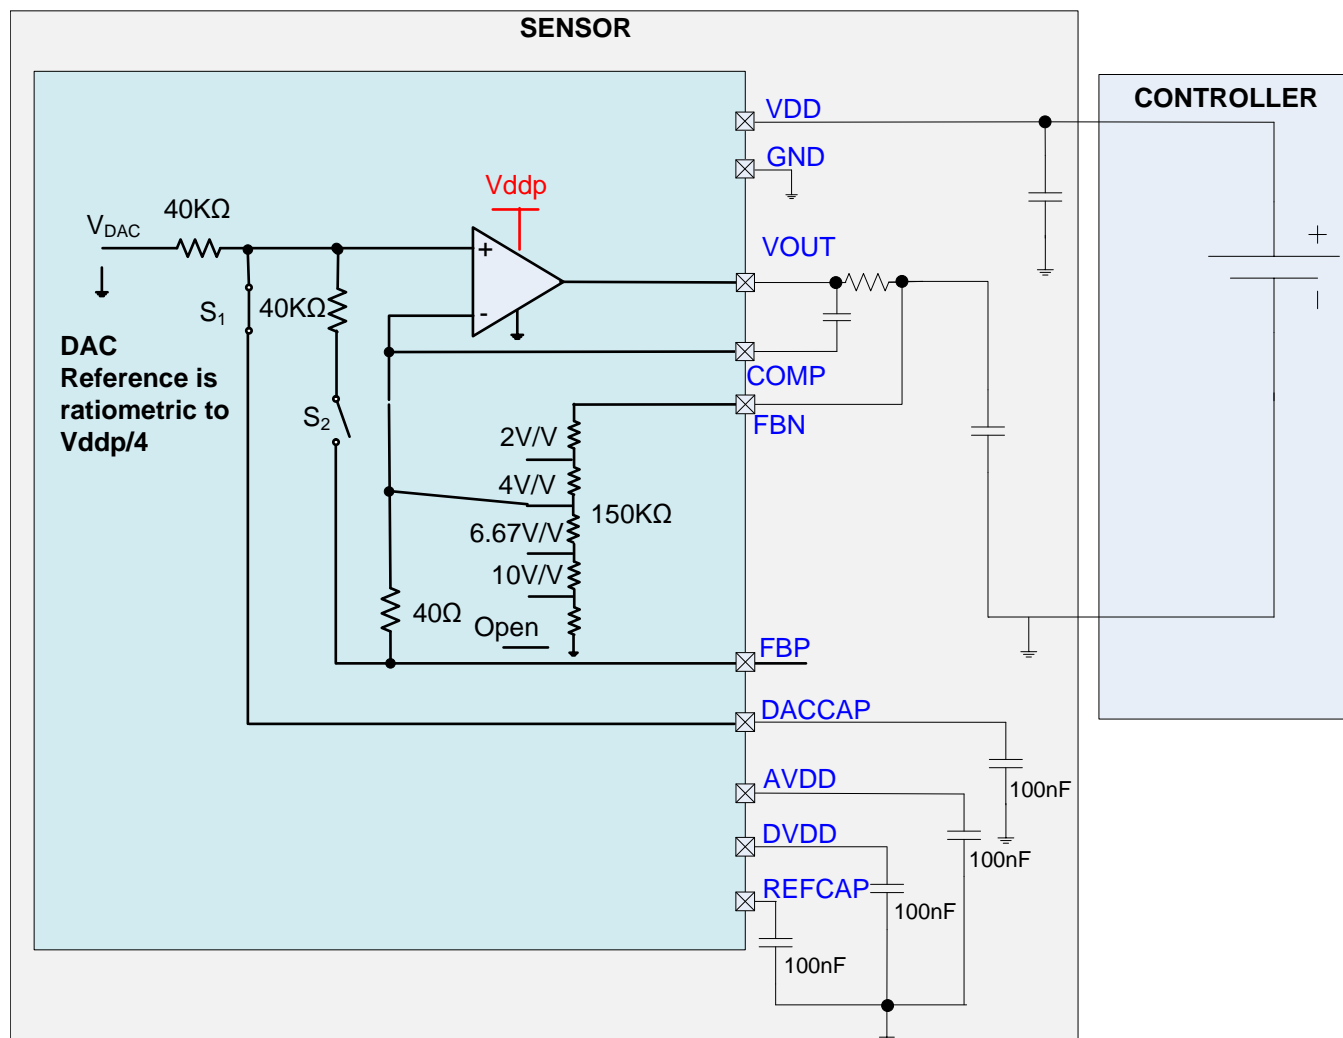 SENSOR
CONTROLLER
VDD
GND
Vddp
40KΩ
VDAC
+
VOUT
+
S1
40KΩ
-
DAC
Reference is
ratiometric to
Vddp/4
COMP
S2
FBN
2V/V
4V/V
150KΩ
6.67V/V
10V/V
40Ω
Open
FBP
DACCAP
AVDD
100nF
DVDD
100nF
REFCAP
100nF
100nF